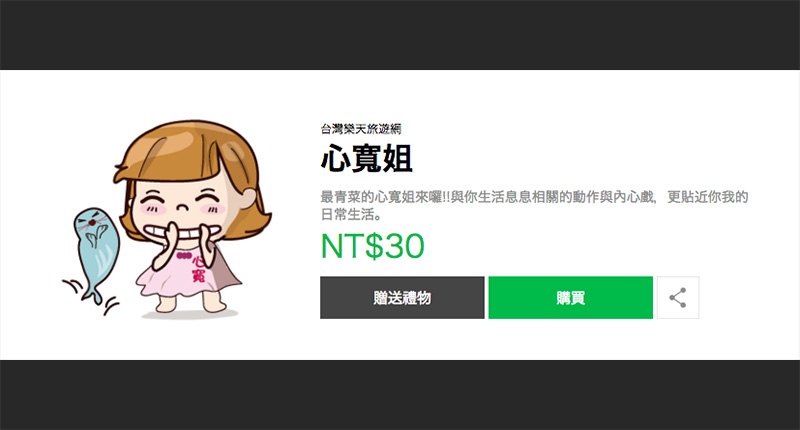 台灣樂天旅遊網
心寬姐
最青菜的心寬姐來囉!!與你生活息息相關的動作與內心戲，更貼近你我的
日常生活。
NT$30
贈送禮物 購買
心
寬